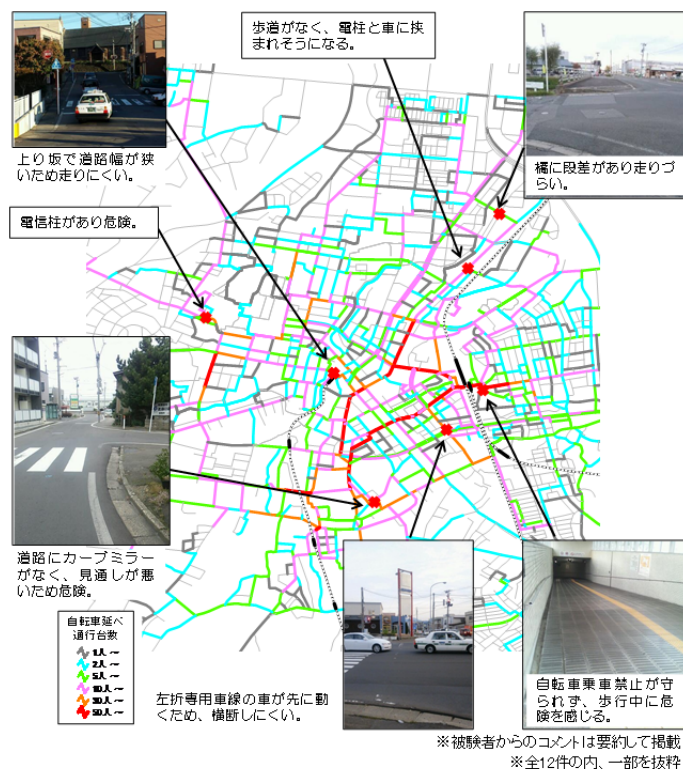 歩道がなく、電柱と車に挟
まれそうになる。
上り坂で道路幅が狭
いため走りにくい。
橋に段差があり走りづ
らい。
電信柱があり危険。
道路にカーブミラー
がなく、見通しが悪
いため危険。
自転車延べ
通行台数
1人～
2人～
5人～
10人～
30人～
50人～
左折専用車線の車が先に動
くため、横断しにくい。
自転車乗車禁止が守
られず、歩行中に危
険を感じる。
※被験者からのコメントは要約して掲載
※全12件の内、一部を抜粋